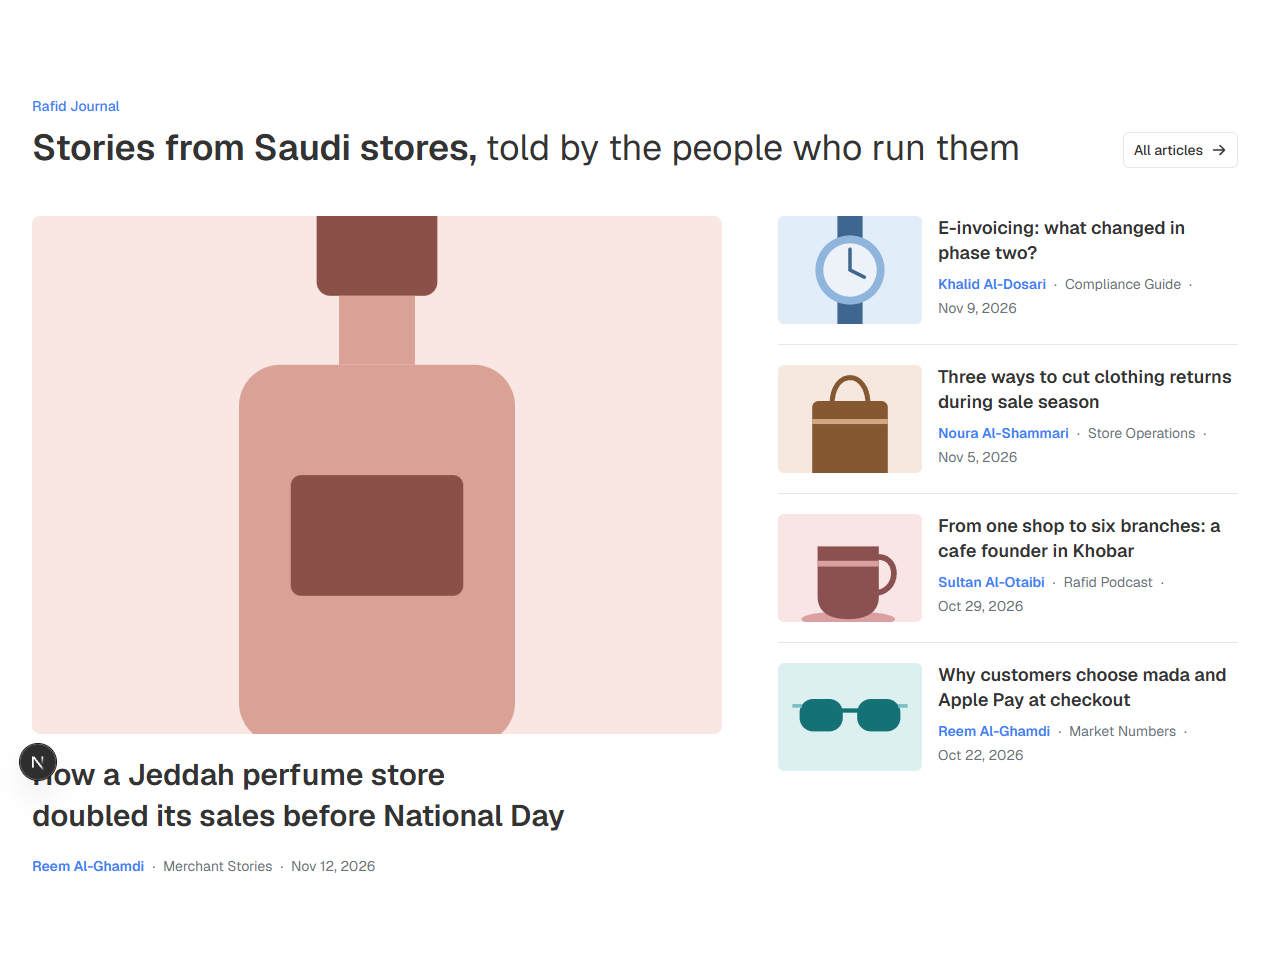 Rafid Journal
Stories from Saudi stores, told by the people who run them
All articles
How a Jeddah perfume store
doubled its sales before National Day
Reem Al-Ghamdi · Merchant Stories · Nov 12, 2026
E-invoicing: what changed in
phase two?
Khalid Al-Dosari · Compliance Guide ·
Nov 9, 2026
Three ways to cut clothing returns
during sale season
Noura Al-Shammari · Store Operations ·
Nov 5, 2026
From one shop to six branches: a
cafe founder in Khobar
Sultan Al-Otaibi · Rafid Podcast ·
Oct 29, 2026
Why customers choose mada and
Apple Pay at checkout
Reem Al-Ghamdi · Market Numbers ·
Oct 22, 2026
N